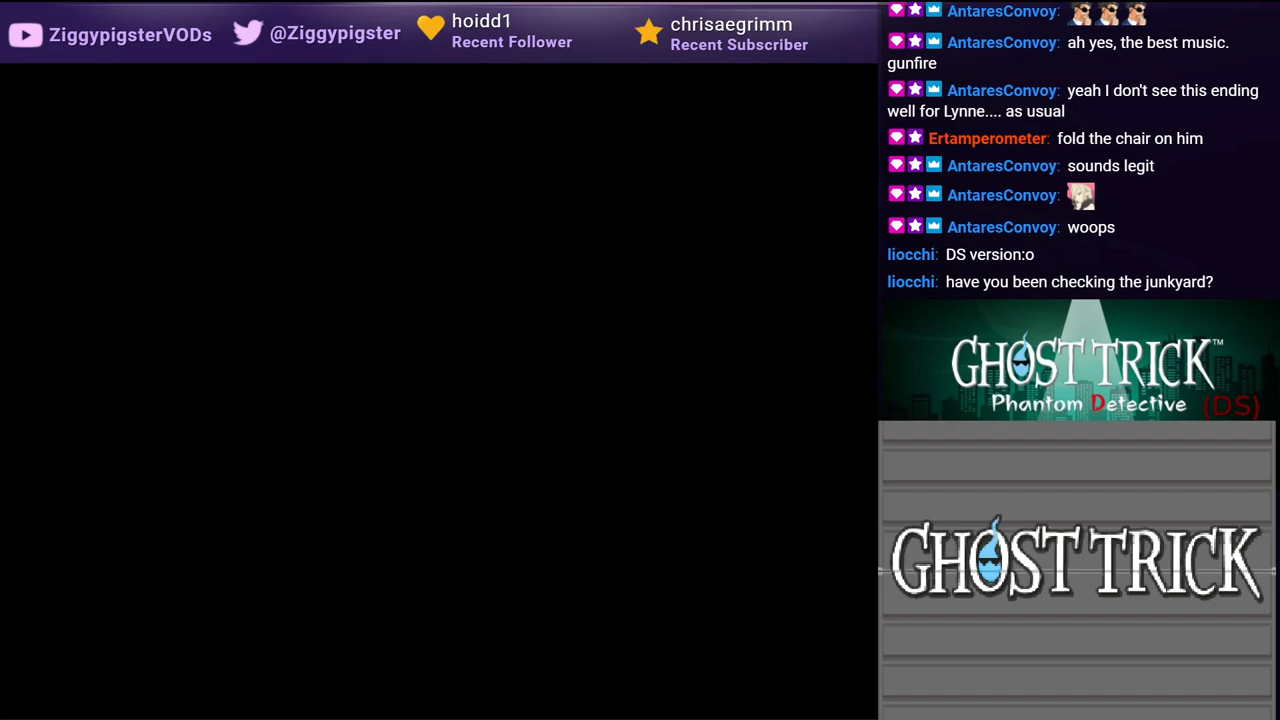 ZiggypigsterVODs
@Ziggypigster
hoidd1
Recent Follower
chrisaegrimm
Recent Subscriber
AntaresConvoy:
AntaresConvoy: ah yes, the best music.
gunfire
AntaresConvoy: yeah I don't see this ending
well for Lynne.... as usual
Ertamperometer: fold the chair on him
AntaresConvoy: sounds legit
AntaresConvoy:
AntaresConvoy: woops
liocchi: DS version:o
liocchi: have you been checking the junkyard?
GHOST TRICK™
Phantom Detective (DS)
GHOST TRICK